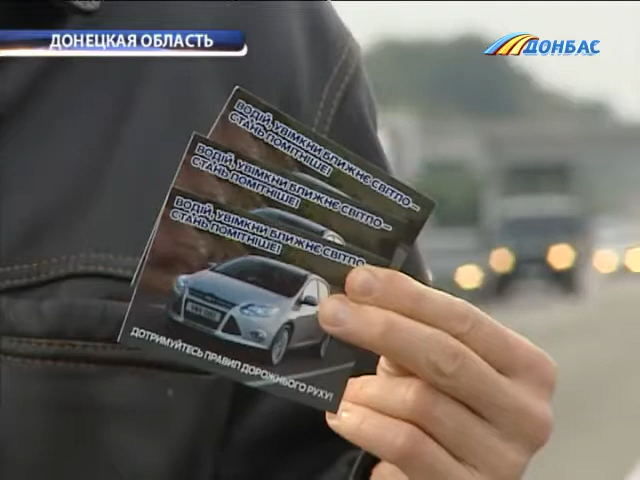 ДОНЕЦКАЯ ОБЛАСТЬ
ДОНБАС
ВОДІЙ, УВІМКНИ БЛИЖНЄ СВІТЛО –
СТАНЬ ПОМІТНІШЕ!
ВОДІЙ, УВІМКНИ БЛИЖНЄ СВІТЛО –
СТАНЬ ПОМІТНІШЕ!
ВОДІЙ, УВІМКНИ БЛИЖНЄ СВІТЛО
СТАНЬ ПОМІТНІШЕ!
ДОТРИМУЙТЕСЬ ПРАВИЛ ДОРОЖНЬОГО РУХУ!